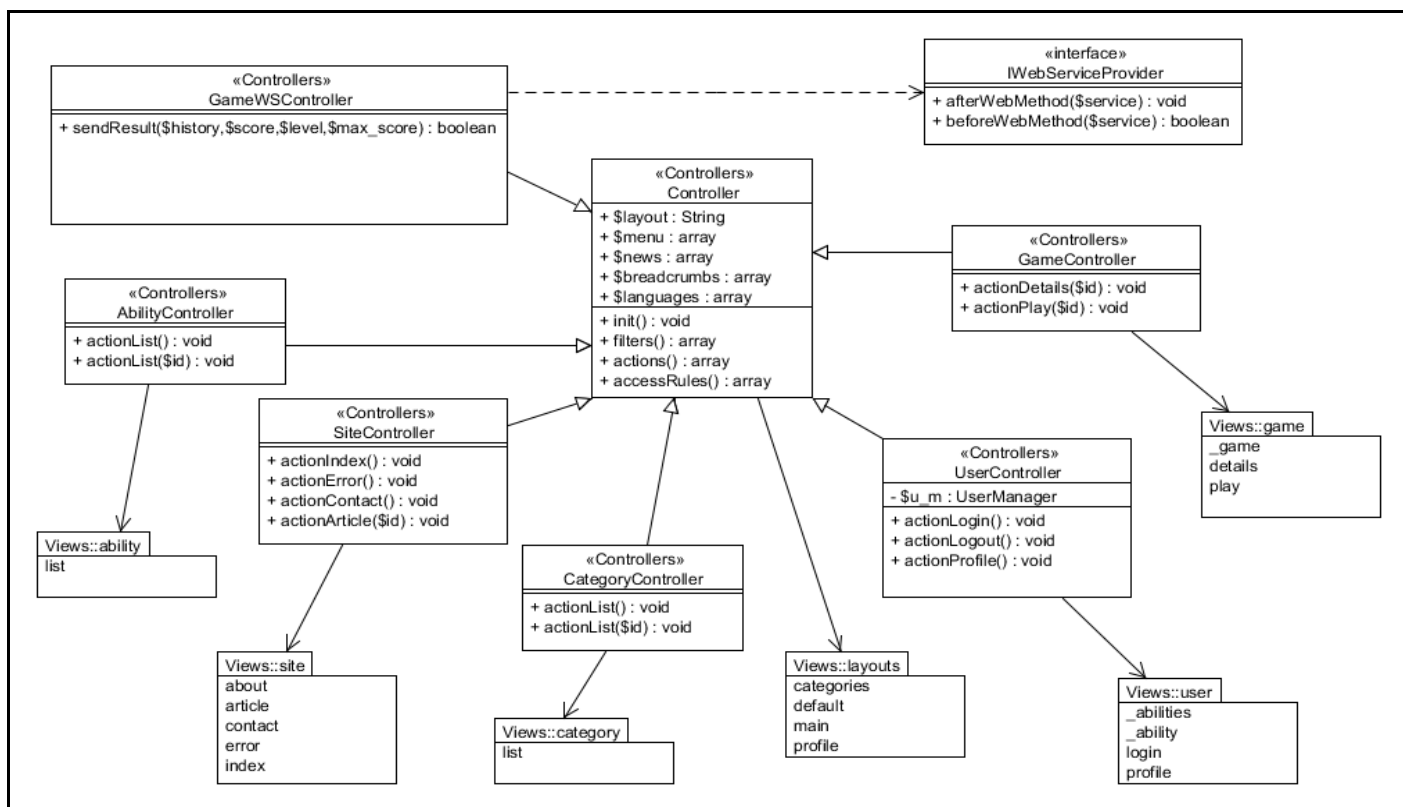 «Controllers»
GameWSController
+ sendResult($history,$score,$level,$max_score) : boolean
«interface»
IWebServiceProvider
+ afterWebMethod($service) : void
+ beforeWebMethod($service) : boolean
«Controllers»
Controller
+ $layout : String
+ $menu : array
+ $news : array
+ $breadcrumbs : array
+ $languages : array
+ init() : void
+ filters() : array
+ actions() : array
+ accessRules() : array
«Controllers»
GameController
+ actionDetails($id) : void
+ actionPlay($id) : void
«Controllers»
AbilityController
+ actionList() : void
+ actionList($id) : void
«Controllers»
SiteController
+ actionIndex() : void
+ actionError() : void
+ actionContact() : void
+ actionArticle($id) : void
Views::game
_game
details
play
«Controllers»
UserController
- $u_m : UserManager
+ actionLogin() : void
+ actionLogout() : void
+ actionProfile() : void
Views::ability
list
«Controllers»
CategoryController
+ actionList() : void
+ actionList($id) : void
Views::site
about
article
contact
error
index
Views::category
list
Views::layouts
categories
default
main
profile
Views::user
_abilities
_ability
login
profile